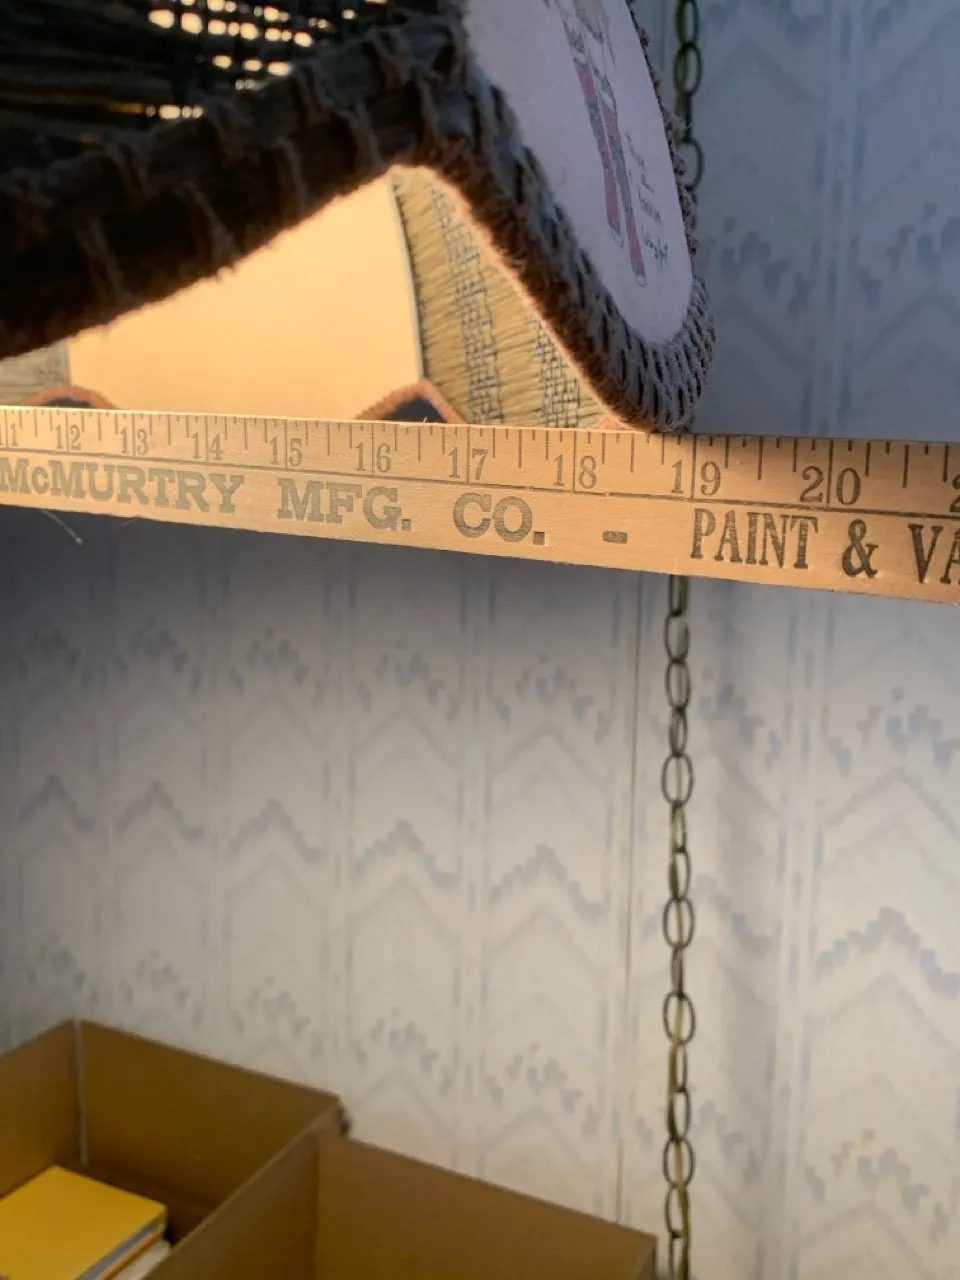 11 12 13 14 15 16 17 18 19 20
McMURTRY MFG. CO. - PAINT & VA